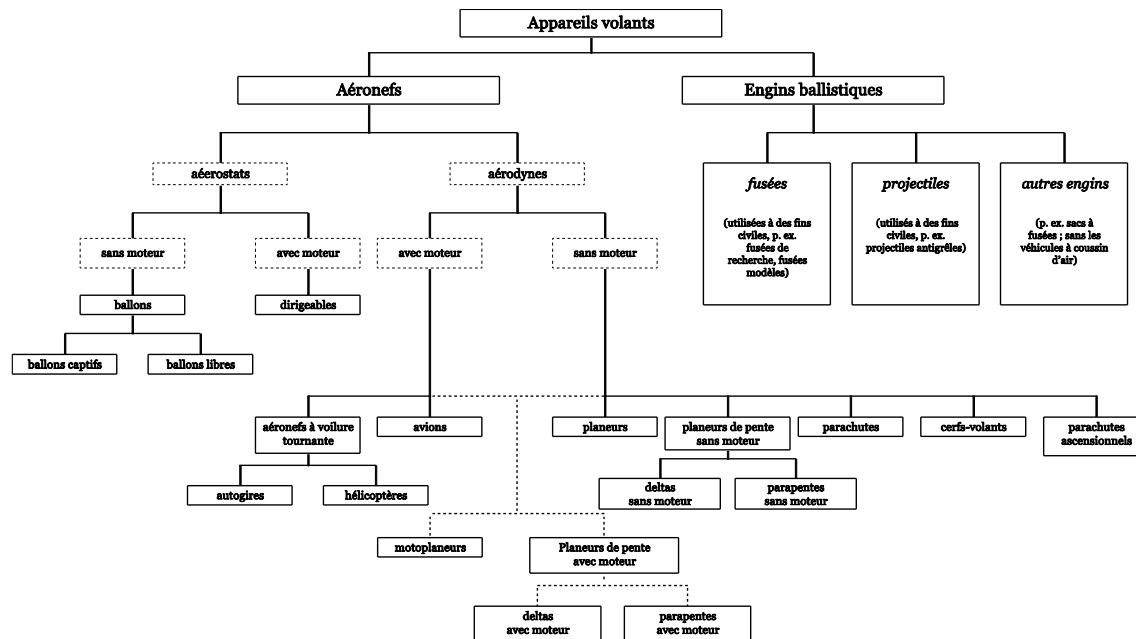 Appareils volants
Aéronefs
Engins ballistiques
aéerostats
aérodynes
fusées
(utilisées à des fins
civiles, p. ex.
fusées de
recherche, fusées
modèles)
projectiles
(utilisés à des fins
civiles, p. ex.
projectiles antigrêles)
autres engins
(p. ex. sacs à
fusées ; sans les
véhicules à coussin
d'air)
sans moteur
avec moteur
avec moteur
sans moteur
ballons
dirigeables
ballons captifs
ballons libres
aéronefs à voilure
tournante
avions
planeurs
planeurs de pente
sans moteur
parachutes
cerfs-volants
parachutes
ascensionnels
autogires
hélicoptères
deltas
sans moteur
parapentes
sans moteur
motoplaneurs
Planeurs de pente
avec moteur
deltas
avec moteur
parapentes
avec moteur